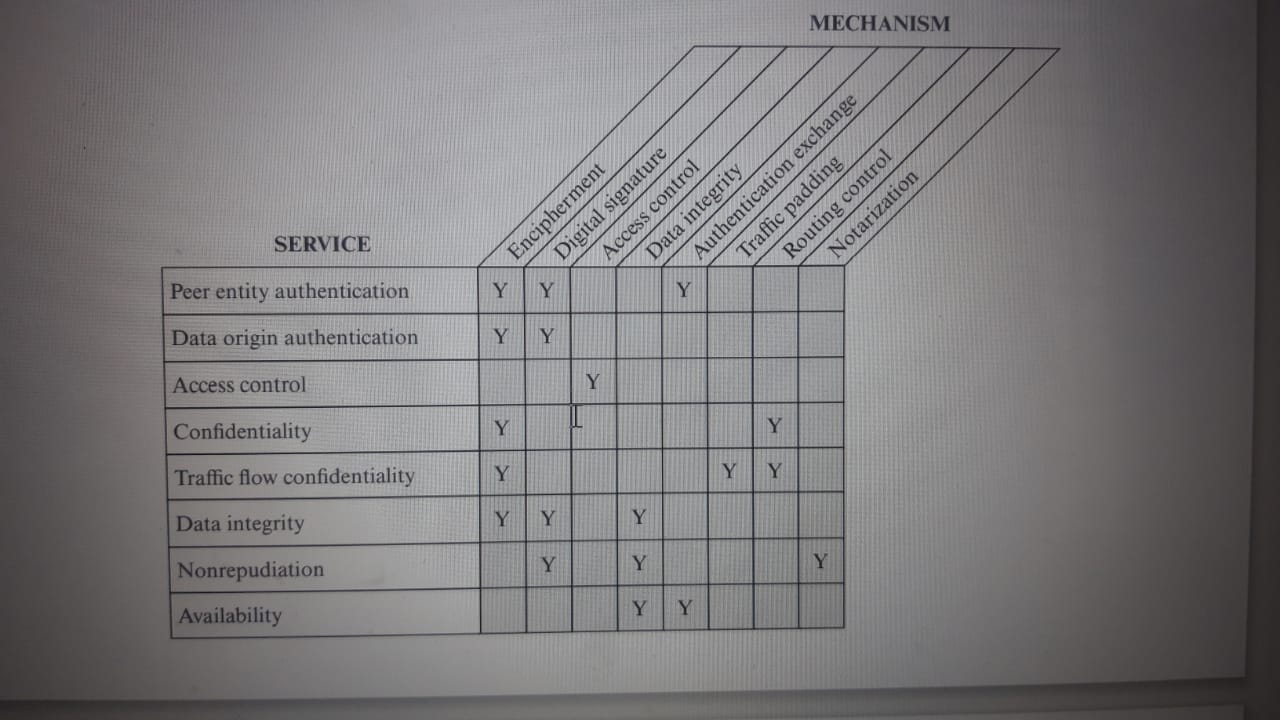 MECHANISM
Encipherment
Digital signature
Access control
Data integrity
Authentication exchange
Traffic padding
Routing control
Notarization
SERVICE
Peer entity authentication Y Y Y
Data origin authentication Y Y
Access control Y
Confidentiality Y Y
Traffic flow confidentiality Y Y Y
Data integrity Y Y Y
Nonrepudiation Y Y Y
Availability Y Y